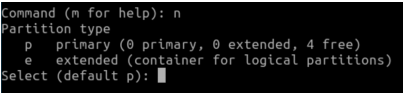 Command (m for help): n
Partition type
   p   primary (0 primary, 0 extended, 4 free)
   e   extended (container for logical partitions)
Select (default p):